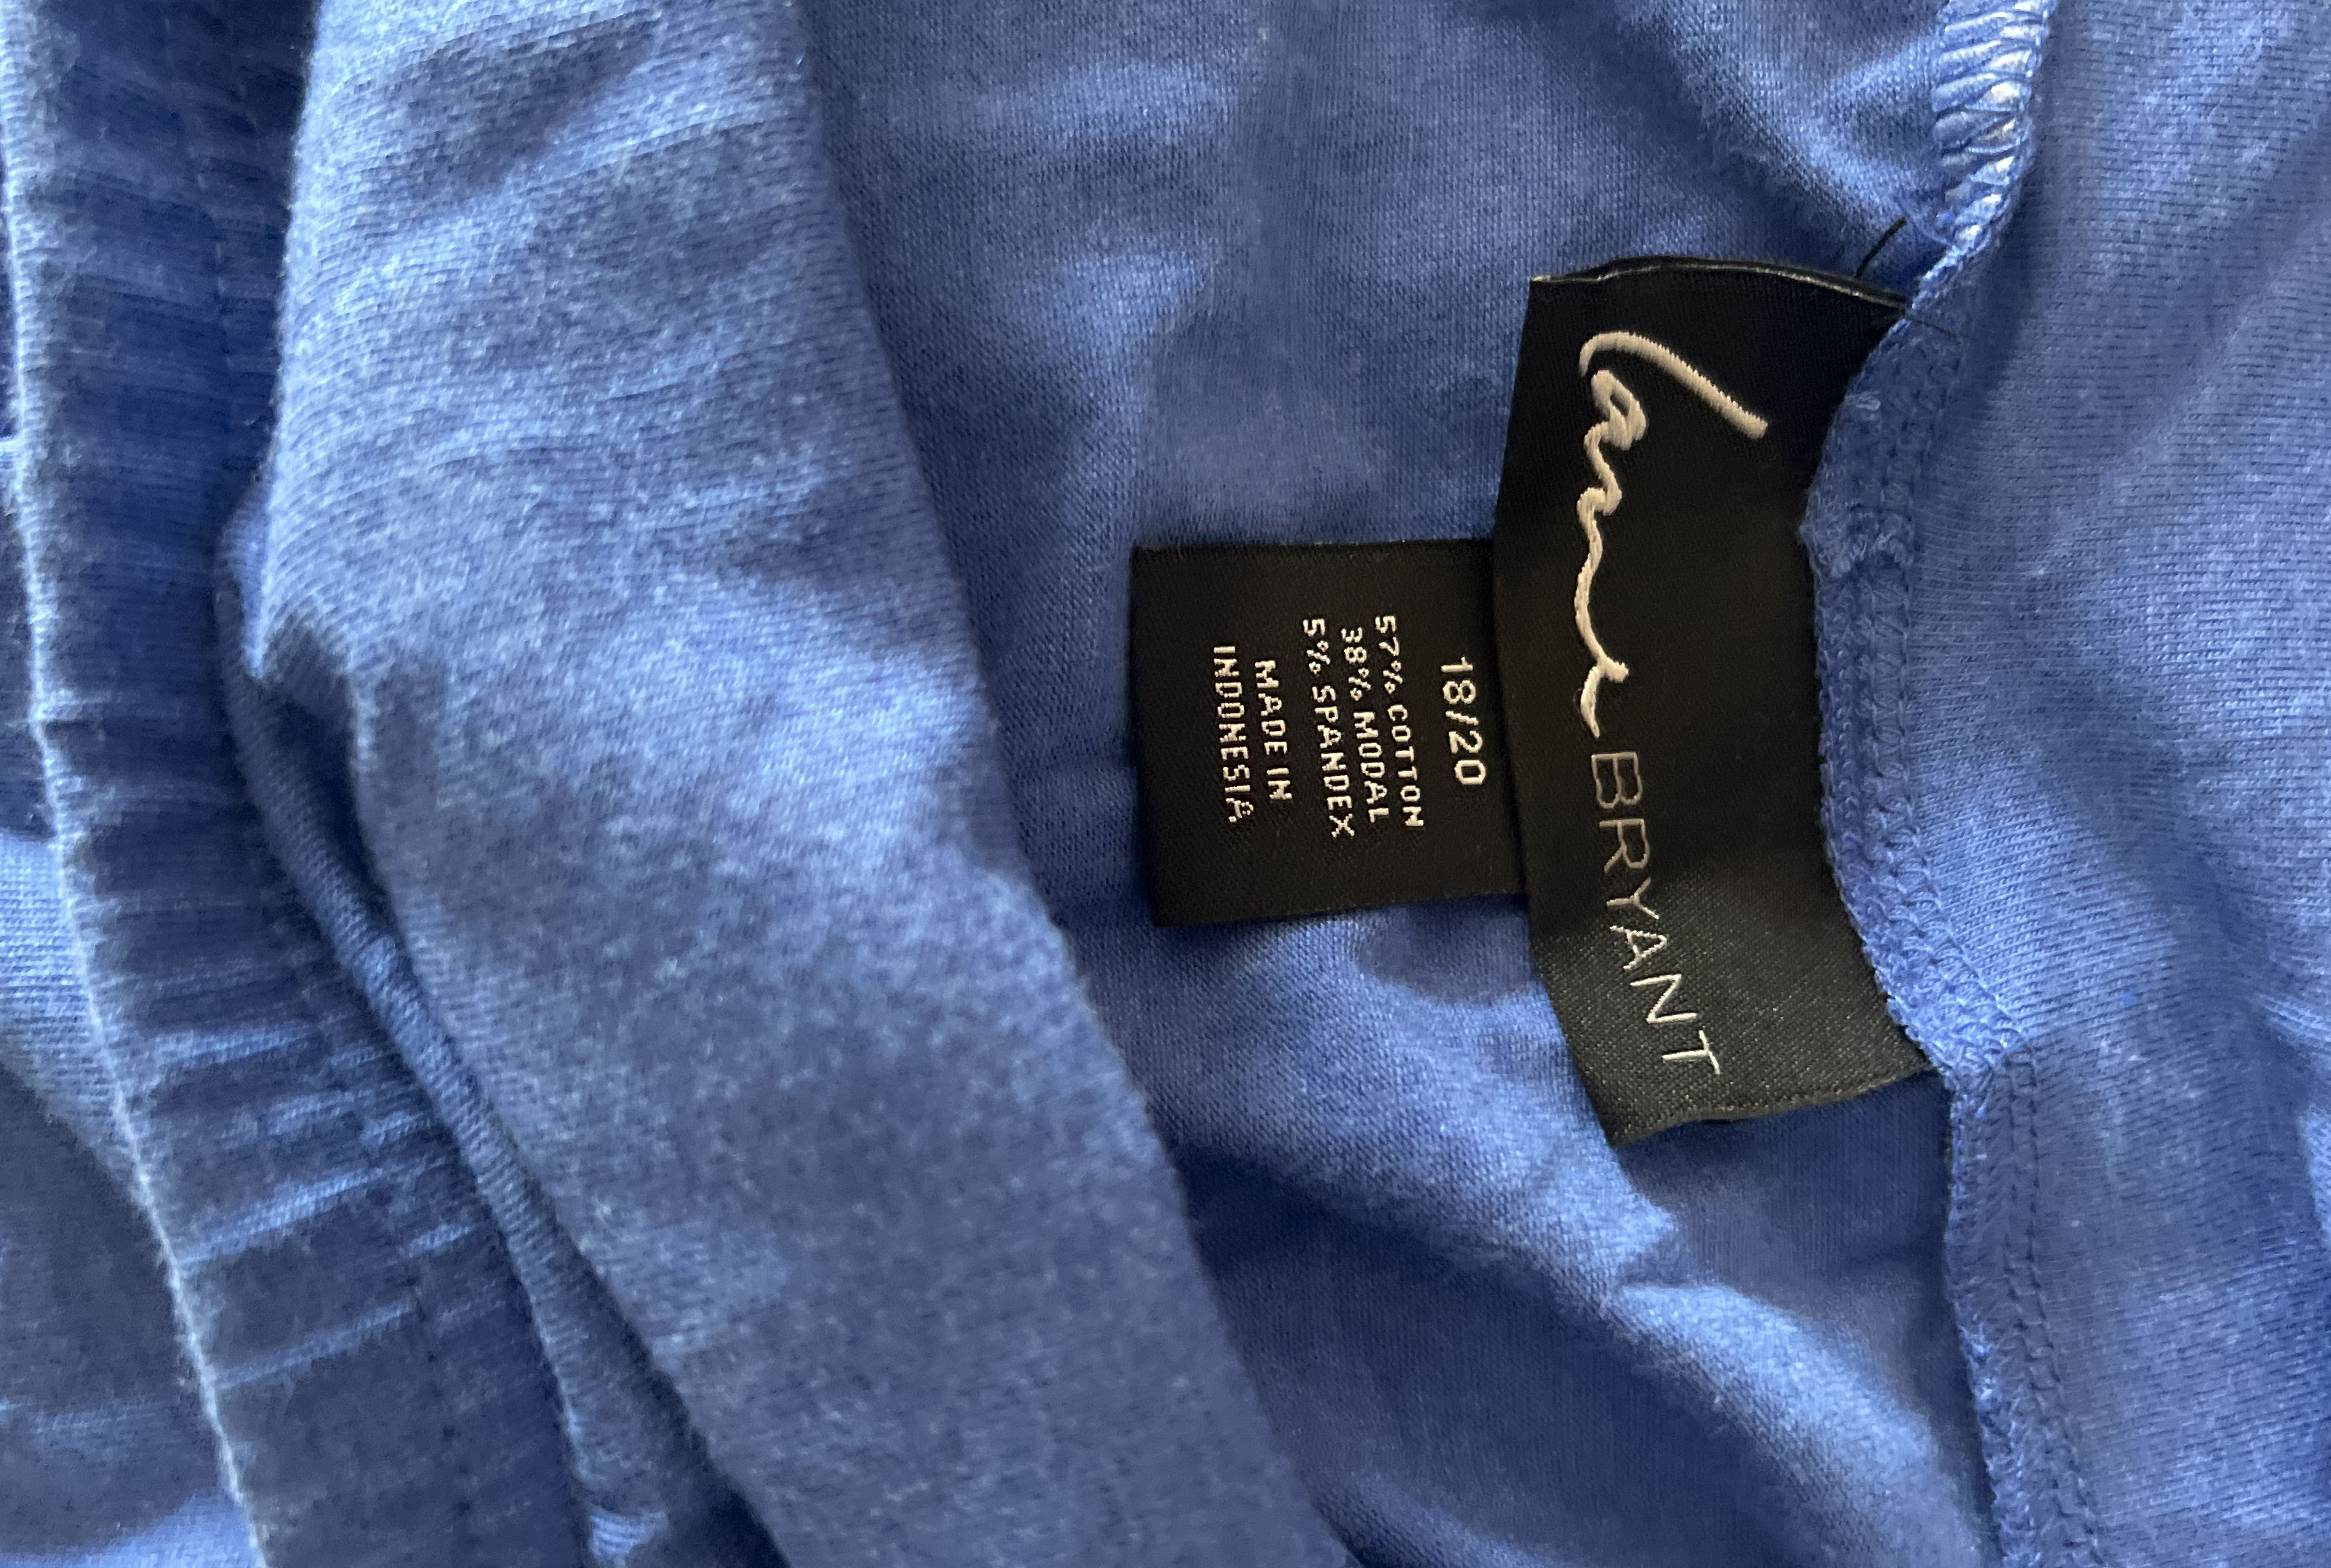 Lane BRYANT
18/20
57% COTTON
38% MODAL
5% SPANDEX
MADE IN
INDONESIA